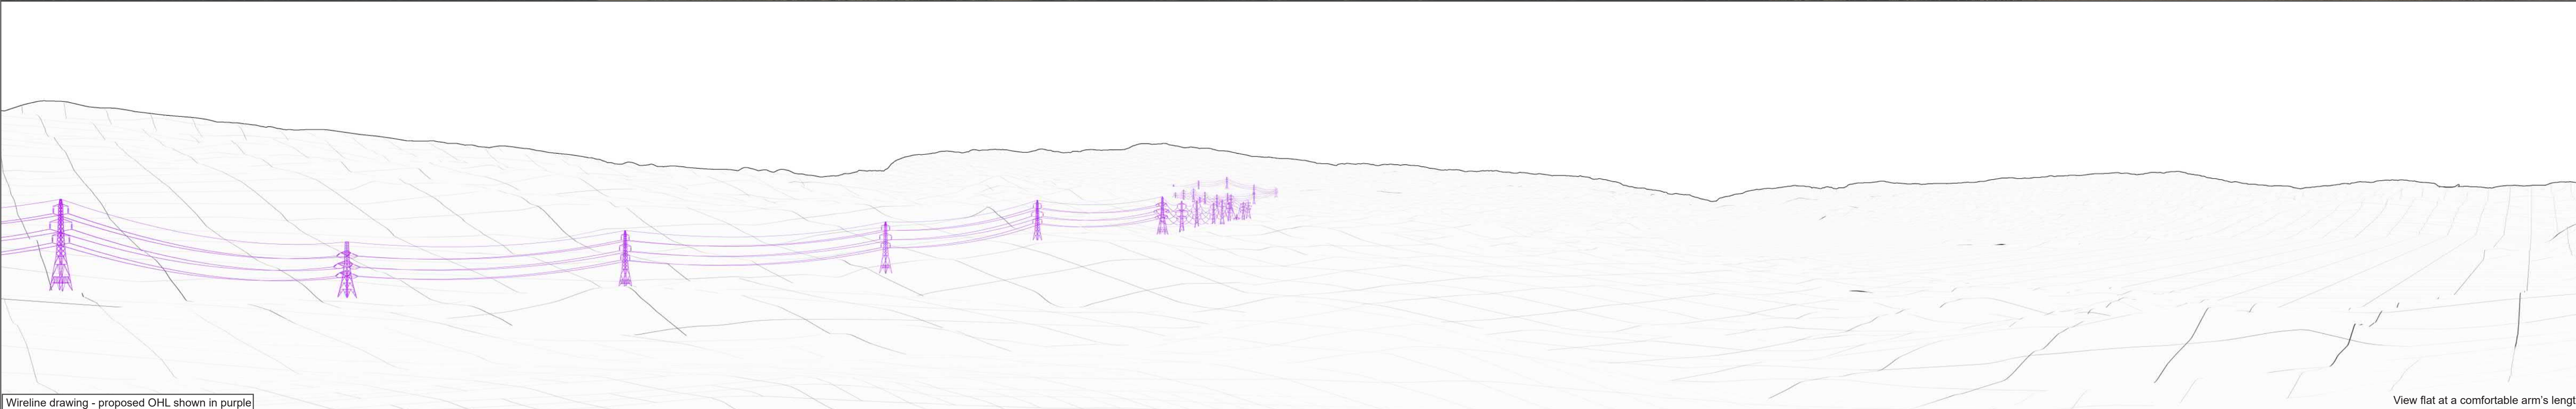 Wireline drawing - proposed OHL shown in purple
View flat at a comfortable arm's lengt